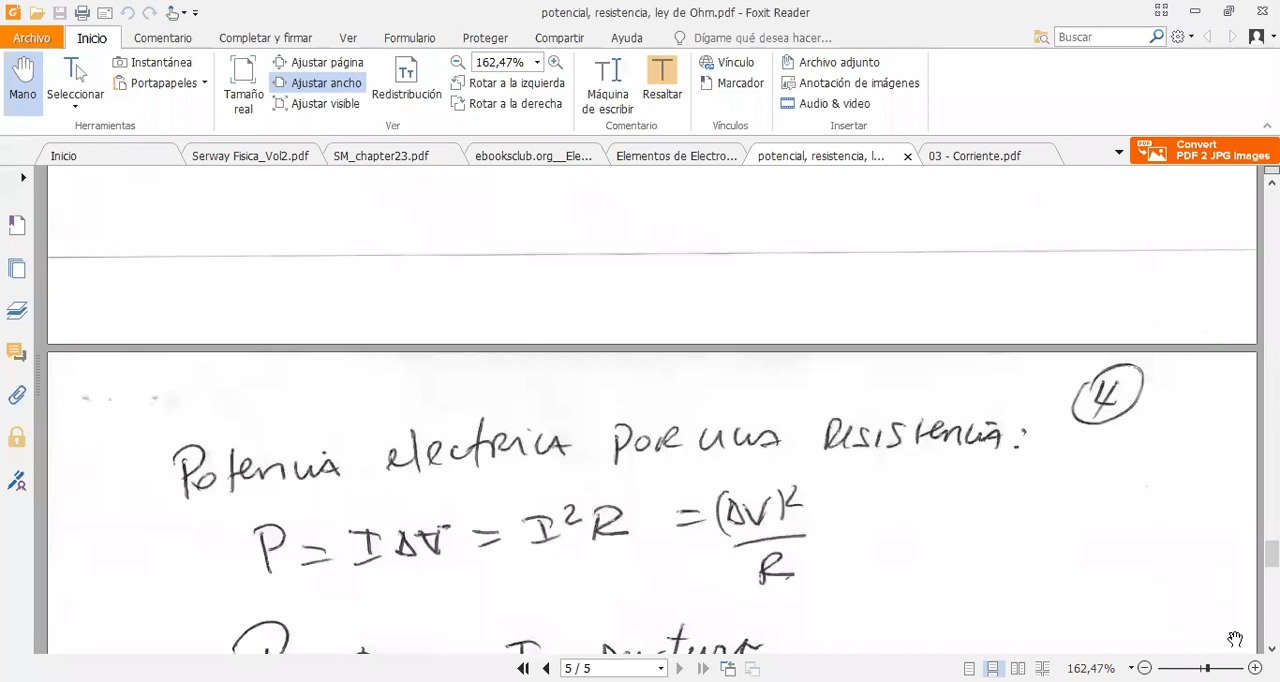 potencial, resistencia, ley de Ohm.pdf - Foxit Reader
Archivo Inicio Comentario Completar y firmar Ver Formulario Proteger Compartir Ayuda Dígame qué desea hacer... Buscar
Mano
Seleccionar
Instantánea
Portapapeles
Herramientas
Tamaño real
Ajustar página
Ajustar ancho
Ajustar visible
Redistribución
162,47%
Rotar a la izquierda
Rotar a la derecha
Ver
Máquina de escribir
Resaltar
Comentario
Vínculo
Marcador
Vínculos
Archivo adjunto
Anotación de imágenes
Audio & video
Insertar
Inicio Serway Fisica_Vol2.pdf SM_chapter23.pdf ebooksclub.org__Ele... Elementos de Electro... potencial, resistencia, l... 03 - Corriente.pdf
Convert
PDF 2 JPG Images
4
Potencia electrica por una resistencia:
P = I ΔV = I²R = (ΔV)²/R
5 / 5 162,47%